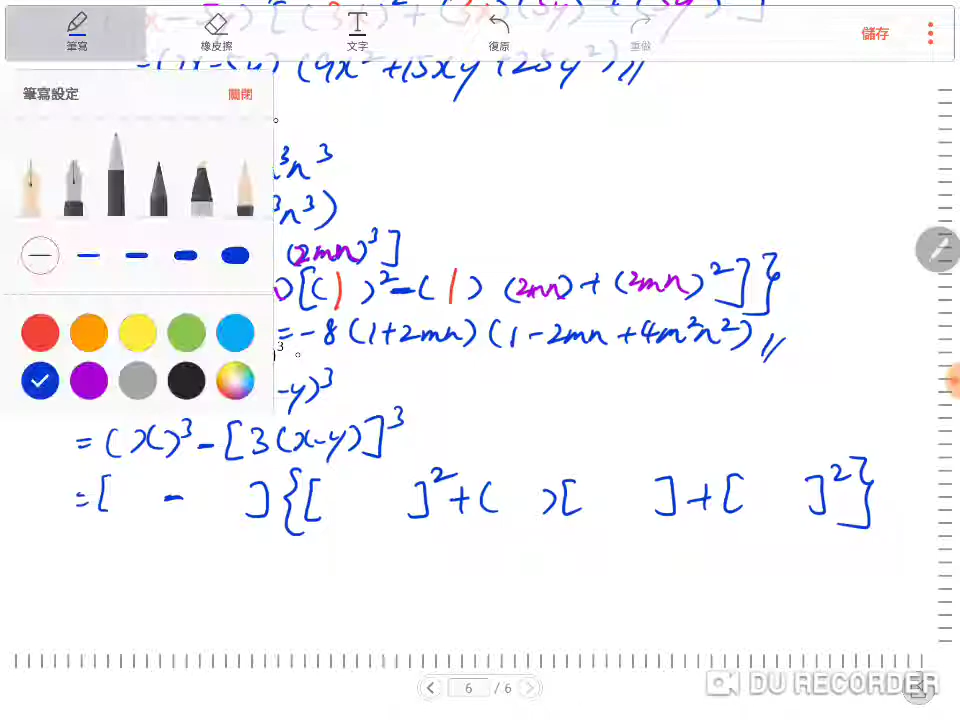 筆寫 橡皮擦 文字 復原 重做 儲存
(3x-5y) (9x²+15xy+25y²) //
筆寫設定 關閉
³n³
³n³)
(2mn)³]
)[(1)²-(1)(2mn)+(2mn)²]}
=-8(1+2mn)(1-2mn+4m²n²) //
-y)³
=(x)³-[3(x-y)]³
=[ - ]{[ ]²+( )[ ]+[ ]²}
6 / 6
DU RECORDER